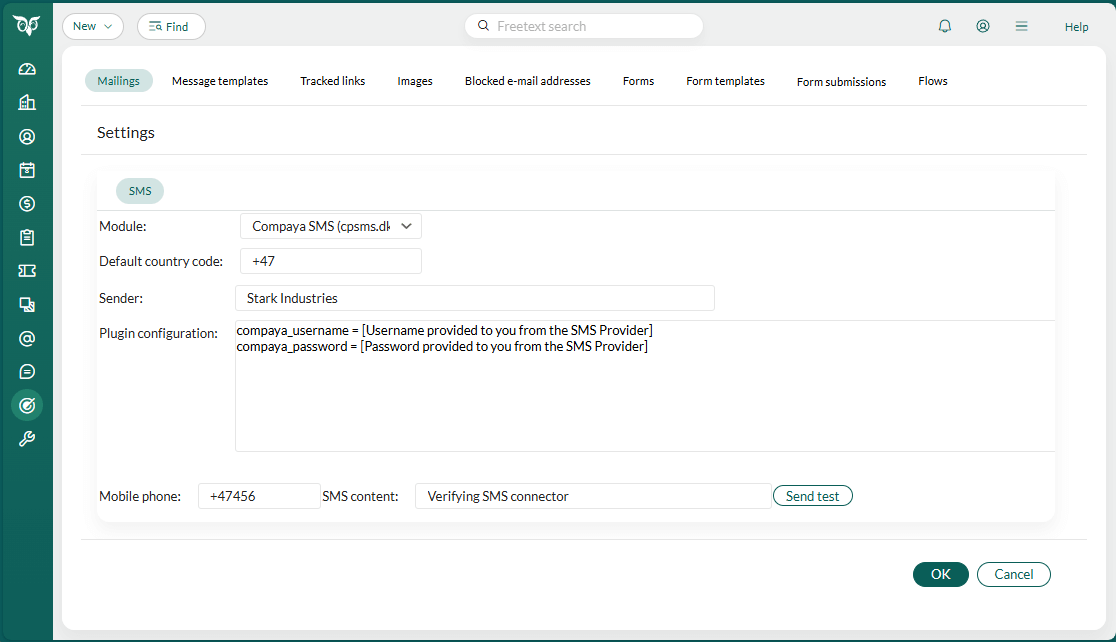 New Find Freetext search Help
Mailings Message templates Tracked links Images Blocked e-mail addresses Forms Form templates Form submissions Flows
Settings
SMS
Module: Compaya SMS (cpsms.dk
Default country code: +47
Sender: Stark Industries
Plugin configuration: compaya_username = [Username provided to you from the SMS Provider]
compaya_password = [Password provided to you from the SMS Provider]
Mobile phone: +47456 SMS content: Verifying SMS connector Send test
OK Cancel